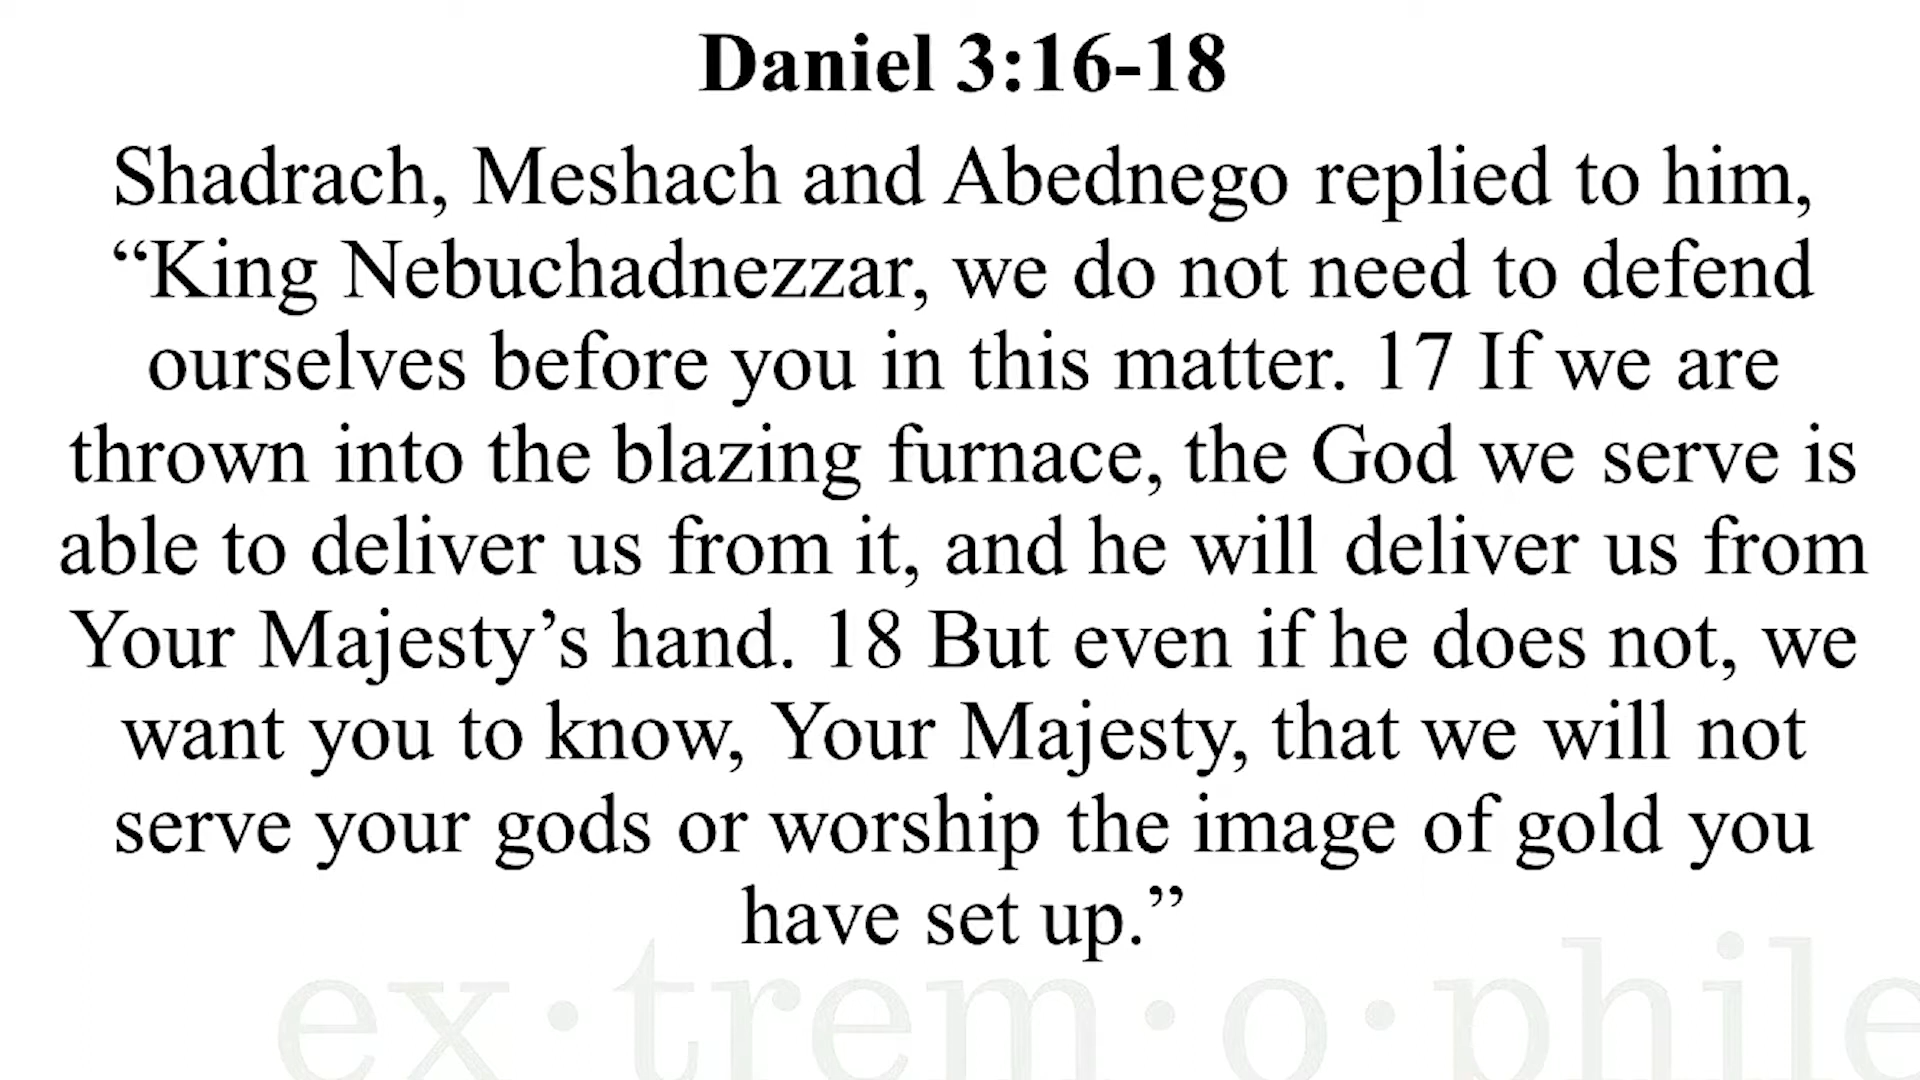 Daniel 3:16-18
Shadrach, Meshach and Abednego replied to him,
“King Nebuchadnezzar, we do not need to defend
ourselves before you in this matter. 17 If we are
thrown into the blazing furnace, the God we serve is
able to deliver us from it, and he will deliver us from
Your Majesty’s hand. 18 But even if he does not, we
want you to know, Your Majesty, that we will not
serve your gods or worship the image of gold you
have set up.”
ex·trem·o·phile